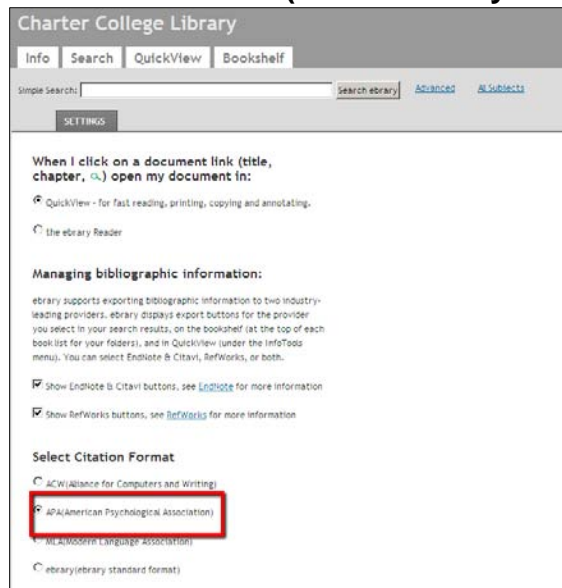 Charter College Library
Info Search QuickView Bookshelf
Simple Search: Search ebrary Advanced All Subjects
SETTINGS
When I click on a document link (title,
chapter, ) open my document in:
QuickView - for fast reading, printing, copying and annotating.
the ebrary Reader
Managing bibliographic information:
ebrary supports exporting bibliographic information to two industry-
leading providers. ebrary displays export buttons for the provider
you select in your search results, on the bookshelf (at the top of each
book list for your folders), and in QuickView (under the InfoTools
menu). You can select EndNote & Citavi, RefWorks, or both.
Show EndNote & Citavi buttons, see EndNote for more information
Show RefWorks buttons, see RefWorks for more information
Select Citation Format
ACW(Alliance for Computers and Writing)
APA(American Psychological Association)
MLA(Modern Language Association)
ebrary(ebrary standard format)